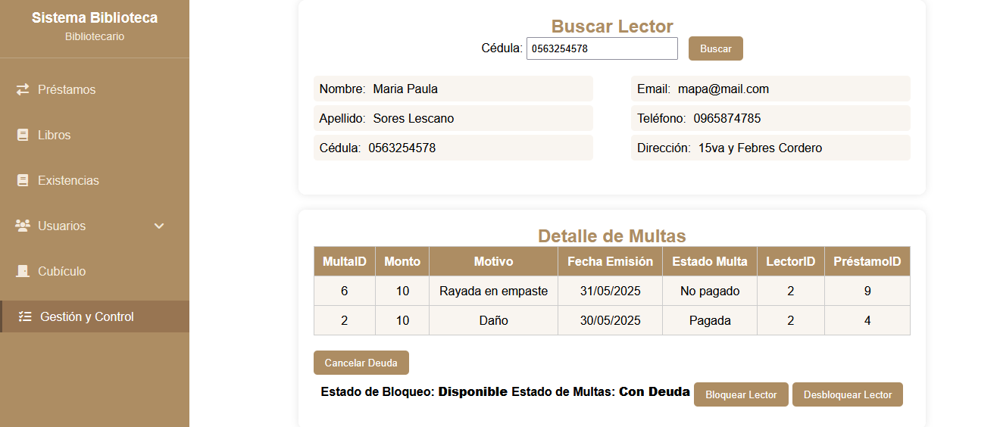 Sistema Biblioteca
Bibliotecario
Préstamos
Libros
Existencias
Usuarios
Cubículo
Gestión y Control
Buscar Lector
Cédula: 0563254578 Buscar
Nombre: Maria Paula
Email: mapa@mail.com
Apellido: Sores Lescano
Teléfono: 0965874785
Cédula: 0563254578
Dirección: 15va y Febres Cordero
Detalle de Multas
MultaID Monto Motivo Fecha Emisión Estado Multa LectorID PréstamoID
6 10 Rayada en empaste 31/05/2025 No pagado 2 9
2 10 Daño 30/05/2025 Pagada 2 4
Cancelar Deuda
Estado de Bloqueo: Disponible Estado de Multas: Con Deuda Bloquear Lector Desbloquear Lector